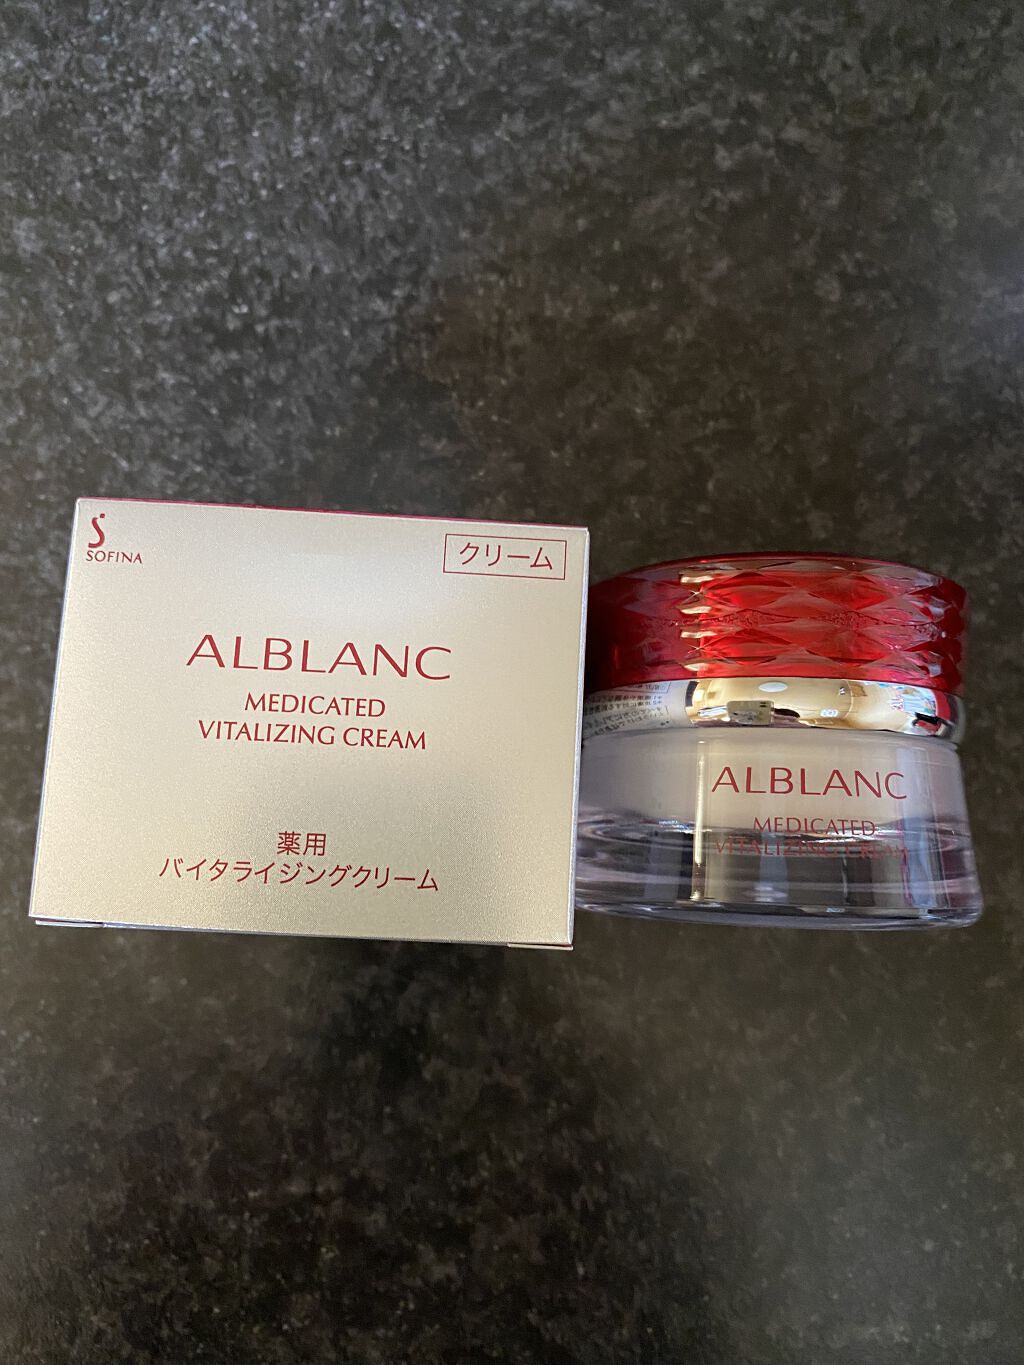 SOFINA
クリーム
ALBLANC
MEDICATED
VITALIZING CREAM
薬用
バイタライジングクリーム
ALBLANC
MEDICATED
VITALIZING CREAM